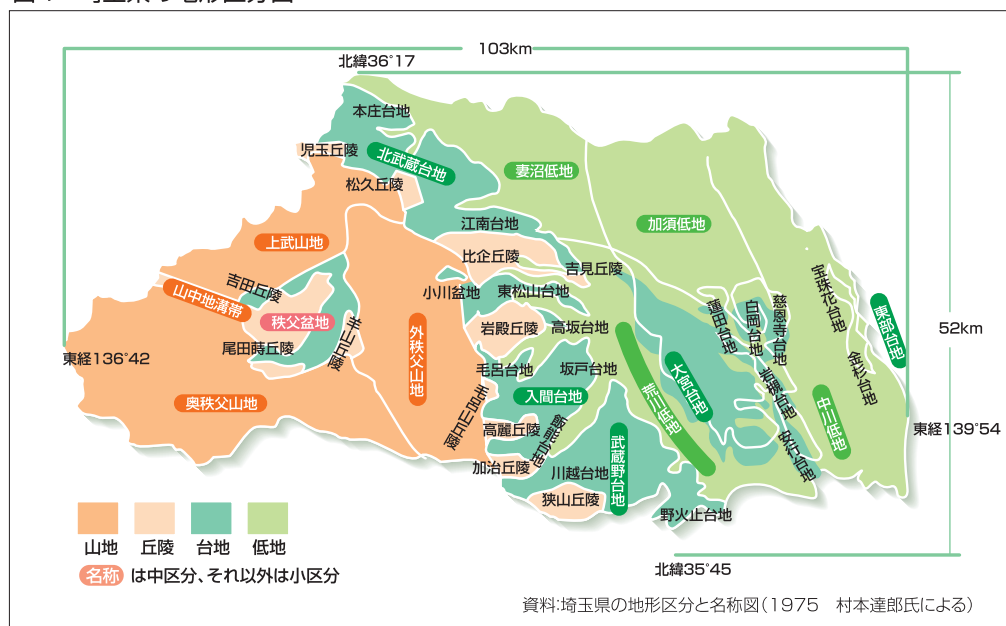 103km
北緯36°17
本庄台地
児玉丘陵
北武蔵台地
松久丘陵
妻沼低地
加須低地
江南台地
上武山地
比企丘陵
吉見丘陵
吉田丘陵
山中地溝帯
小川盆地
東松山台地
蓮田台地
白岡台地
慈恩寺台地
宝珠花台地
東部台地
秩父盆地
半山丘陵
外秩父山地
岩殿丘陵
高坂台地
52km
尾田蒔丘陵
東経136°42
毛呂台地
坂戸台地
大宮台地
岩槻台地
金杉台地
奥秩父山地
入間台地
荒川低地
中川低地
毛呂山丘陵
高麗丘陵
飯能台地
武蔵野台地
安行台地
東経139°54
加治丘陵
川越台地
狭山丘陵
野火止台地
山地
丘陵
台地
低地
名称 は中区分、それ以外は小区分
北緯35°45
資料:埼玉県の地形区分と名称図(1975 村本達郎氏による)